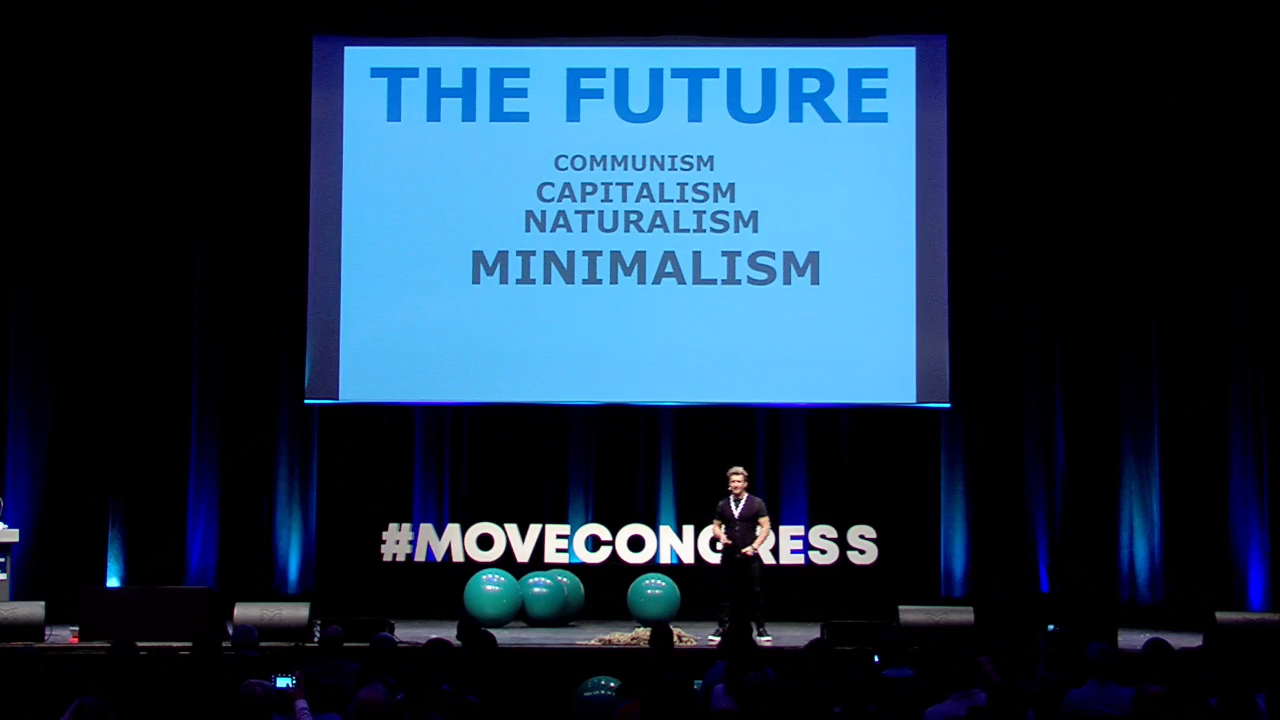 THE FUTURE
COMMUNISM
CAPITALISM
NATURALISM
MINIMALISM
#MOVECONGRESS